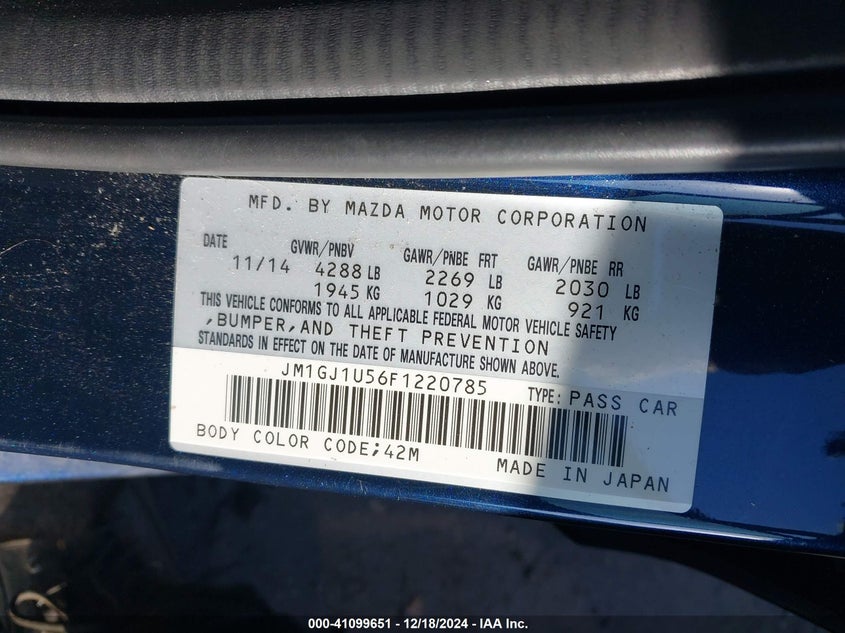 MFD. BY MAZDA MOTOR CORPORATION
DATE GVWR/PNBV GAWR/PNBE FRT GAWR/PNBE RR
11/14 4288 LB 2269 LB 2030 LB
1945 KG 1029 KG 921 KG
THIS VEHICLE CONFORMS TO ALL APPLICABLE FEDERAL MOTOR VEHICLE SAFETY
,BUMPER,AND THEFT PREVENTION
STANDARDS IN EFFECT ON THE DATE OF MANUFACTURE SHOWN ABOVE.
JM1GJ1U56F1220785 TYPE: PASS CAR
BODY COLOR CODE;42M MADE IN JAPAN
000-41099651 - 12/18/2024 - IAA Inc.